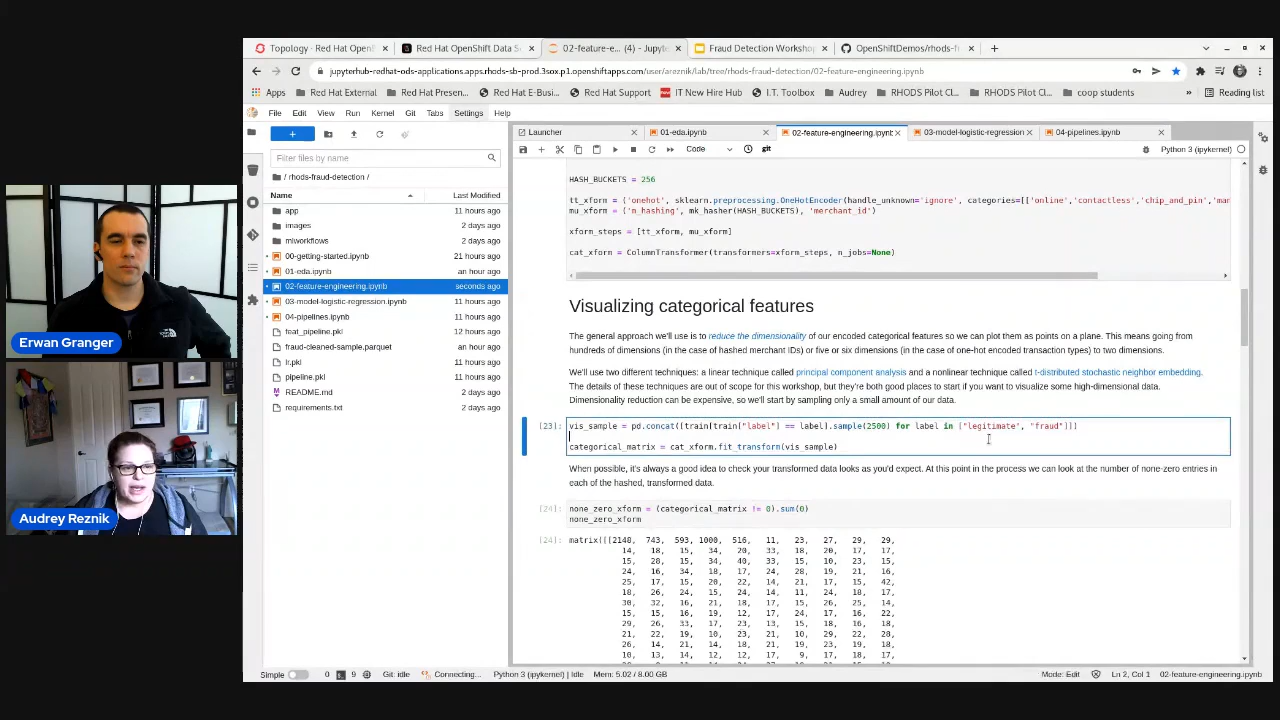 Topology · Red Hat OpenShift
Red Hat OpenShift Data S
02-feature-e... (4) - Jupyte
Fraud Detection Workshop
OpenShiftDemos/rhods-fr
jupyterhub-redhat-ods-applications.apps.rhods-sb-prod.3sox.p1.openshiftapps.com/user/areznik/lab/tree/rhods-fraud-detection/02-feature-engineering.ipynb
Apps
Red Hat External
Red Hat Presen...
Red Hat E-Busi...
Red Hat Support
IT New Hire Hub
I.T. Toolbox
Audrey
RHODS Pilot Cl...
RHODS Pilot Cl...
coop students
»
Reading list
File Edit View Run Kernel Git Tabs Settings Help
Launcher
01-eda.ipynb
02-feature-engineering.ipynb
03-model-logistic-regression
04-pipelines.ipynb
Code
git
Python 3 (ipykernel)
Filter files by name
/ rhods-fraud-detection /
Name Last Modified
app 11 hours ago
images 2 days ago
mlworkflows 2 days ago
00-getting-started.ipynb 21 hours ago
01-eda.ipynb an hour ago
02-feature-engineering.ipynb seconds ago
03-model-logistic-regression.ipynb 11 hours ago
04-pipelines.ipynb 11 hours ago
feat_pipeline.pkl 12 hours ago
fraud-cleaned-sample.parquet an hour ago
lr.pkl 11 hours ago
pipeline.pkl 11 hours ago
README.md 2 days ago
requirements.txt 2 days ago
HASH_BUCKETS = 256
tt_xform = ('onehot', sklearn.preprocessing.OneHotEncoder(handle_unknown='ignore', categories=[['online','contactless','chip_and_pin','man
mu_xform = ('m_hashing', mk_hasher(HASH_BUCKETS), 'merchant_id')
xform_steps = [tt_xform, mu_xform]
cat_xform = ColumnTransformer(transformers=xform_steps, n_jobs=None)
Visualizing categorical features
The general approach we'll use is to reduce the dimensionality of our encoded categorical features so we can plot them as points on a plane. This means going from
hundreds of dimensions (in the case of hashed merchant IDs) or five or six dimensions (in the case of one-hot encoded transaction types) to two dimensions.
We'll use two different techniques: a linear technique called principal component analysis and a nonlinear technique called t-distributed stochastic neighbor embedding.
The details of these techniques are out of scope for this workshop, but they're both good places to start if you want to visualize some high-dimensional data.
Dimensionality reduction can be expensive, so we'll start by sampling only a small amount of our data.
[23]: vis_sample = pd.concat([train[train["label"] == label].sample(2500) for label in ["legitimate", "fraud"]])
categorical_matrix = cat_xform.fit_transform(vis_sample)
When possible, it's always a good idea to check your transformed data looks as you'd expect. At this point in the process we can look at the number of none-zero entries in
each of the hashed, transformed data.
[24]: none_zero_xform = (categorical_matrix != 0).sum(0)
none_zero_xform
[24]: matrix([[2148, 743, 593, 1000, 516, 11, 23, 27, 29, 29,
14, 18, 15, 34, 20, 33, 18, 20, 17, 17,
15, 28, 15, 34, 40, 33, 15, 10, 23, 15,
24, 16, 34, 18, 17, 24, 28, 19, 21, 16,
25, 17, 15, 20, 22, 14, 21, 17, 15, 42,
18, 26, 24, 15, 24, 14, 11, 24, 18, 17,
30, 32, 16, 21, 18, 17, 15, 26, 25, 14,
15, 15, 16, 19, 12, 17, 24, 17, 16, 22,
29, 26, 33, 17, 23, 13, 15, 18, 16, 18,
21, 22, 19, 10, 23, 21, 10, 29, 22, 28,
26, 14, 21, 14, 18, 21, 14, 24, 21, 18,
10, 13, 14, 12, 12, 17, 9, 17, 18, 17,
Erwan Granger
Audrey Reznik
Simple 0 9 Git: idle Connecting... Python 3 (ipykernel) | Idle Mem: 5.02 / 8.00 GB Mode: Edit Ln 2, Col 1 02-feature-engineering.ipynb